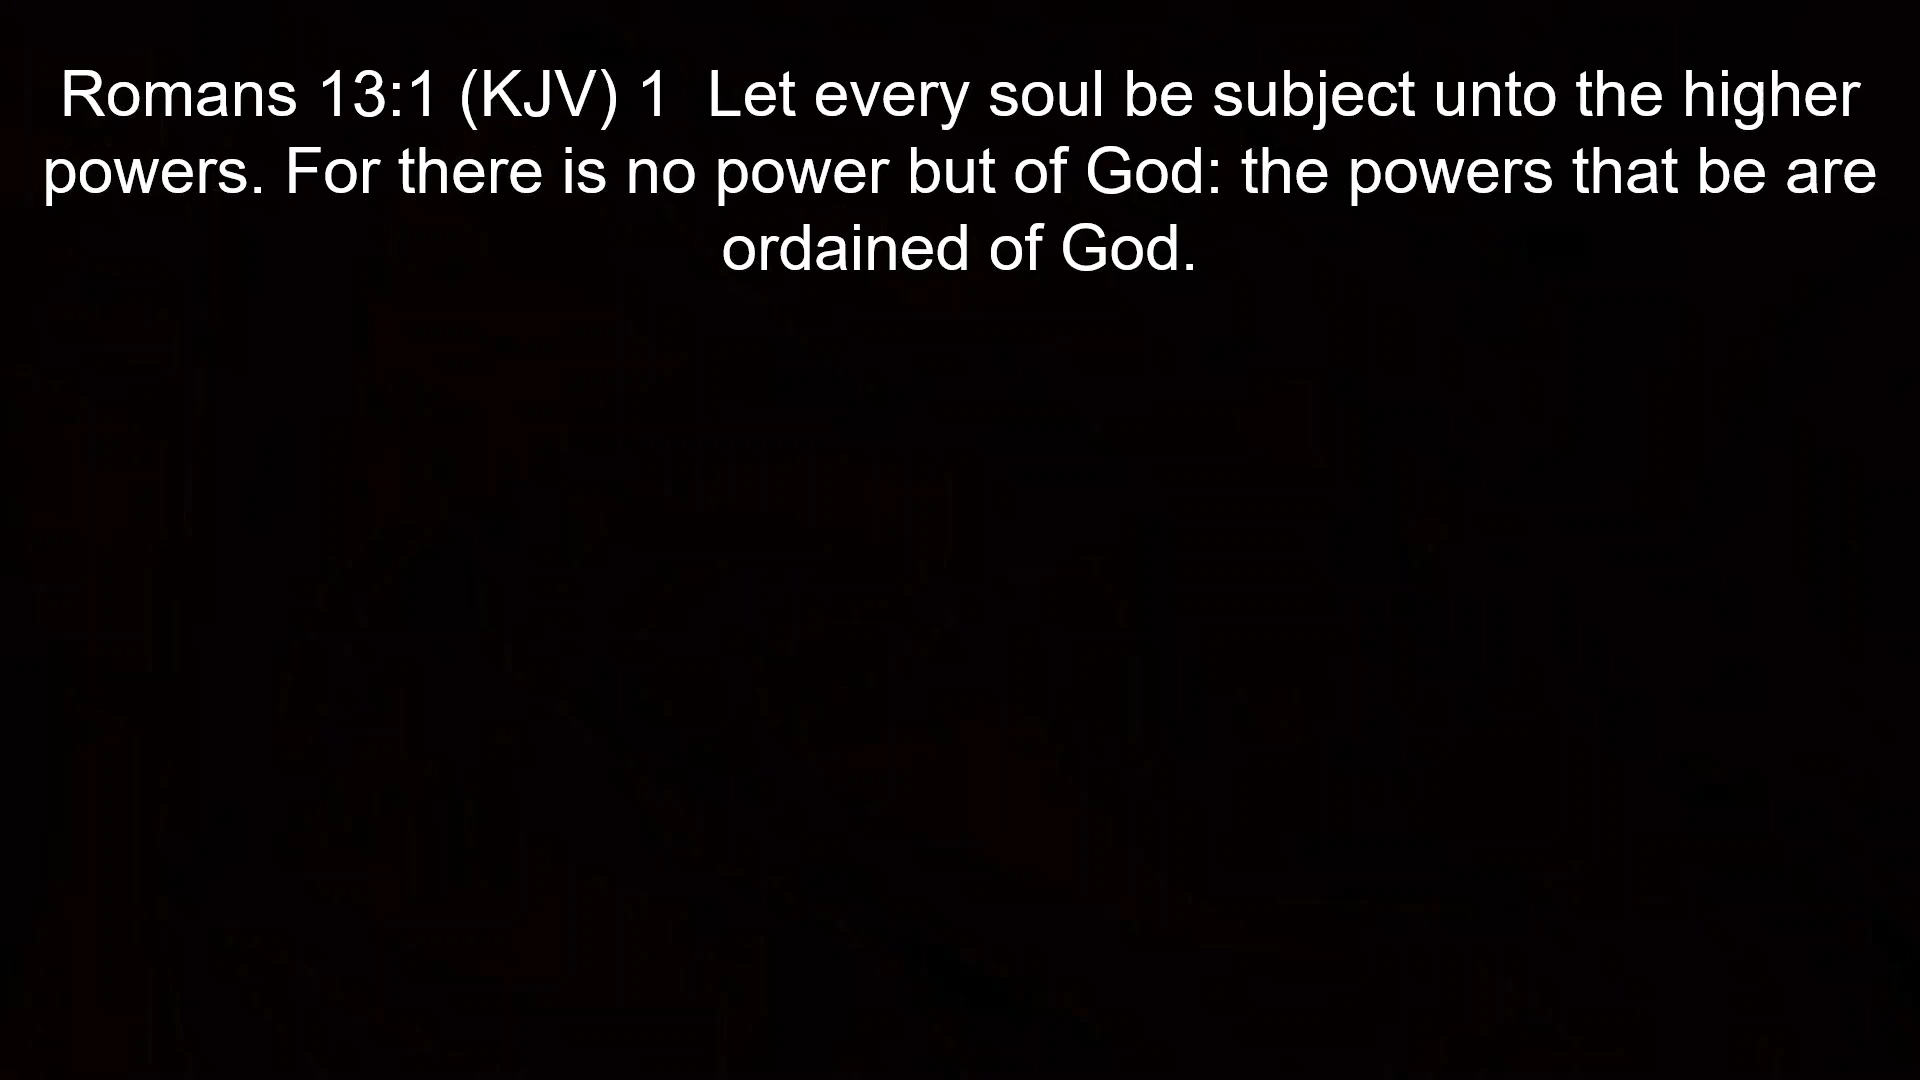 Romans 13:1 (KJV) 1  Let every soul be subject unto the higher
powers. For there is no power but of God: the powers that be are
ordained of God.